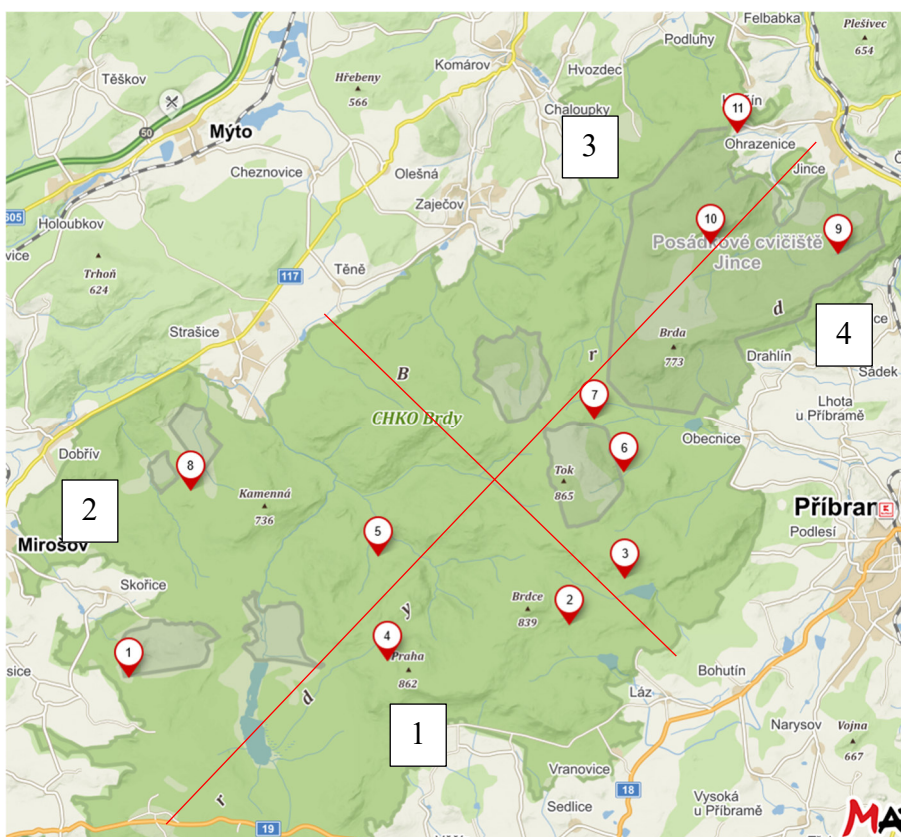 Felbabka
Podluhy
Plešivec
654
Komárov
Hvozdec
Těškov
Hřebeny
566
Chaloupky
11
50
Mýto
3
Ohrazenice
Jince
Cheznovice
Olešná
605
Holoubkov
Zaječov
10
9
Posádkové cvičiště
Jince
Trhoň
624
117
Těně
d
4
Strašice
Brda
773
r
Drahlín
Sádek
B
7
Lhota
u Příbramě
CHKO Brdy
Obecnice
6
Dobřív
8
Tok
865
Kamenná
736
2
Příbram
5
Podlesí
Mirošov
3
Skořice
Brdce
839
2
y
4
1
Praha
862
d
Bohutín
Láz
1
Narysov
Vojna
667
Vranovice
18
r
Vysoká
u Příbramě
Sedlice
19